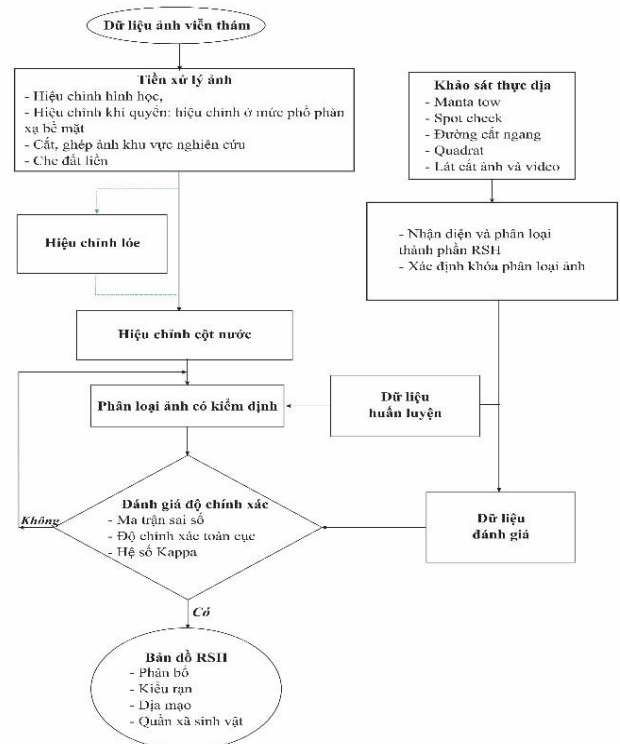 Dữ liệu ảnh viễn thám
Tiền xử lý ảnh
- Hiệu chỉnh hình học,
- Hiệu chỉnh khí quyển: hiệu chỉnh ở mức phổ phản
xạ bề mặt
- Cắt, ghép ảnh khu vực nghiên cứu
- Che đất liền
Khảo sát thực địa
- Manta tow
- Spot check
- Đường cắt ngang
- Quadrat
- Lát cắt ảnh và video
Hiệu chỉnh lóe
- Nhận diện và phân loại
thành phần RSH
- Xác định khóa phân loại ảnh
Hiệu chỉnh cột nước
Phân loại ảnh có kiểm định
Dữ liệu
huấn luyện
Đánh giá độ chính xác
- Ma trận sai số
- Độ chính xác toàn cục
- Hệ số Kappa
Không
Dữ liệu
đánh giá
Có
Bản đồ RSH
- Phân bố
- Kiểu rạn
- Địa mạo
- Quần xã sinh vật